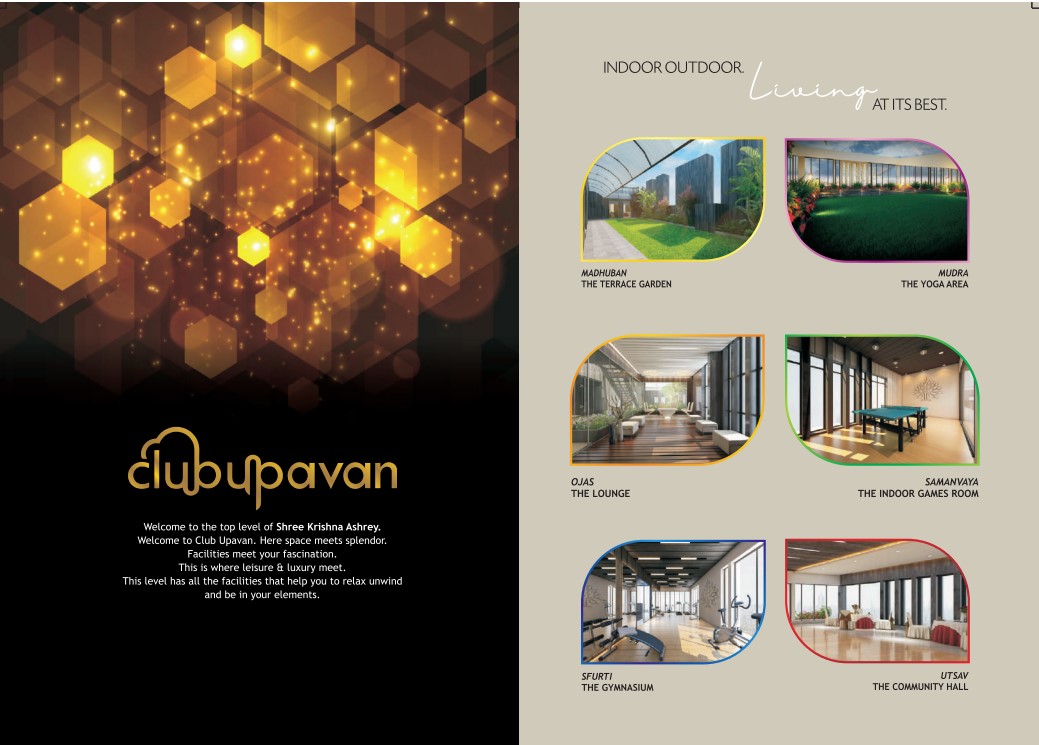 clubupavan
Welcome to the top level of Shree Krishna Ashrey.
Welcome to Club Upavan. Here space meets splendor.
Facilities meet your fascination.
This is where leisure & luxury meet.
This level has all the facilities that help you to relax unwind
and be in your elements.
INDOOR OUTDOOR.
Living
AT ITS BEST.
MADHUBAN
THE TERRACE GARDEN
MUDRA
THE YOGA AREA
OJAS
THE LOUNGE
SAMANVAYA
THE INDOOR GAMES ROOM
SFURTI
THE GYMNASIUM
UTSAV
THE COMMUNITY HALL